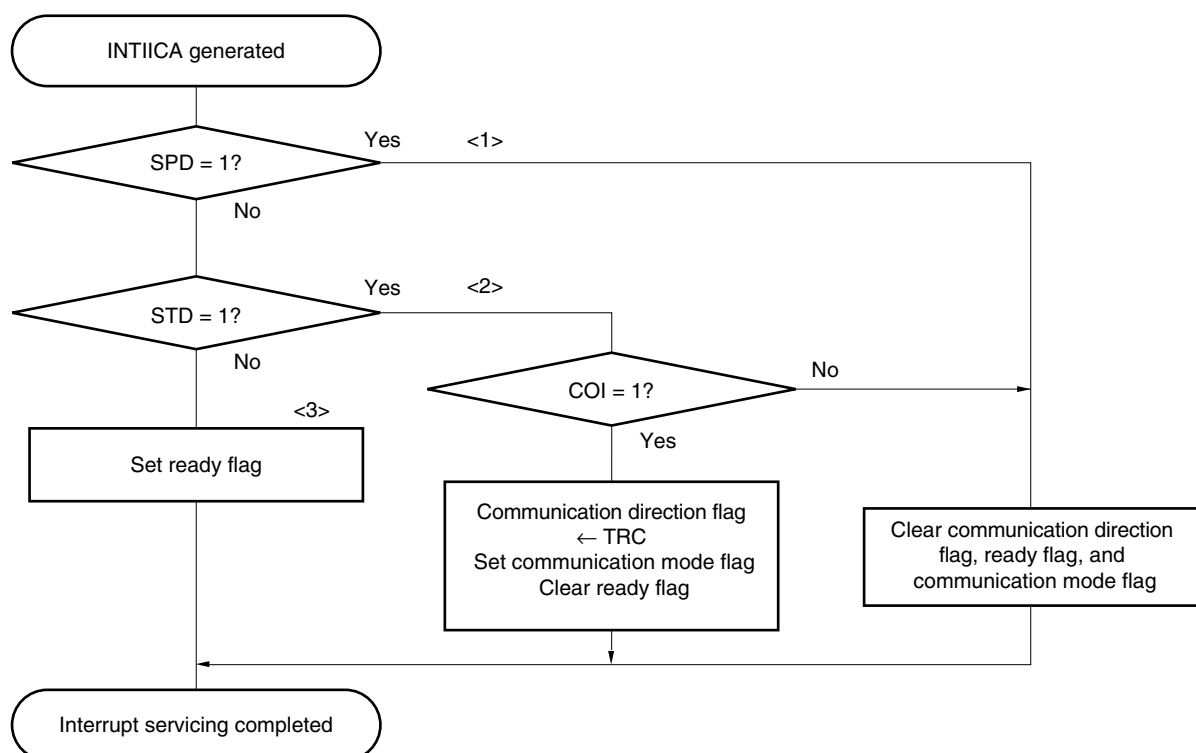 INTIICA generated
Yes
<1>
SPD = 1?
No
Yes
<2>
STD = 1?
No
No
COI = 1?
<3>
Yes
Set ready flag
Communication direction flag
← TRC
Set communication mode flag
Clear ready flag
Clear communication direction
flag, ready flag, and
communication mode flag
Interrupt servicing completed